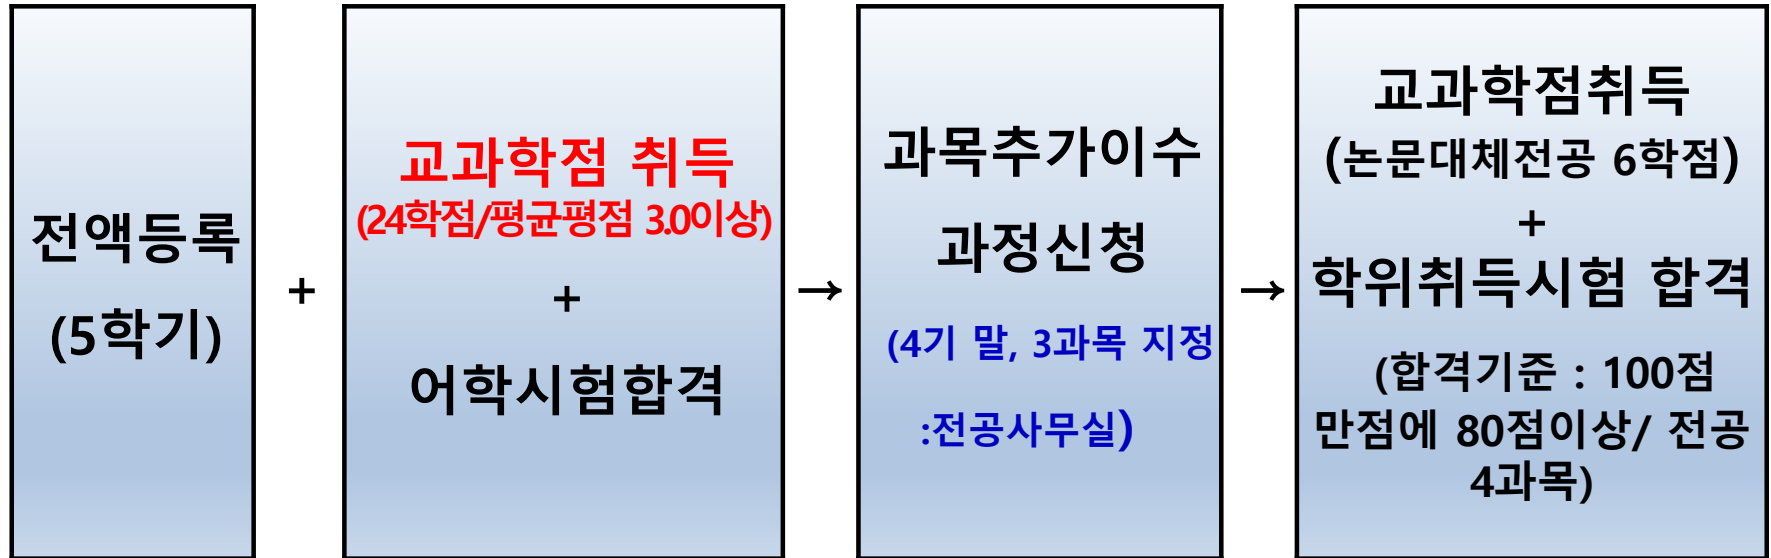 전액등록
(5학기)
+
교과학점 취득
(24학점/평균평점 3.0이상)
+
어학시험합격
→
과목추가이수
과정신청
(4기 말, 3과목 지정
:전공사무실)
→
교과학점취득
(논문대체전공 6학점)
+
학위취득시험 합격
(합격기준 : 100점
만점에 80점이상/ 전공
4과목)